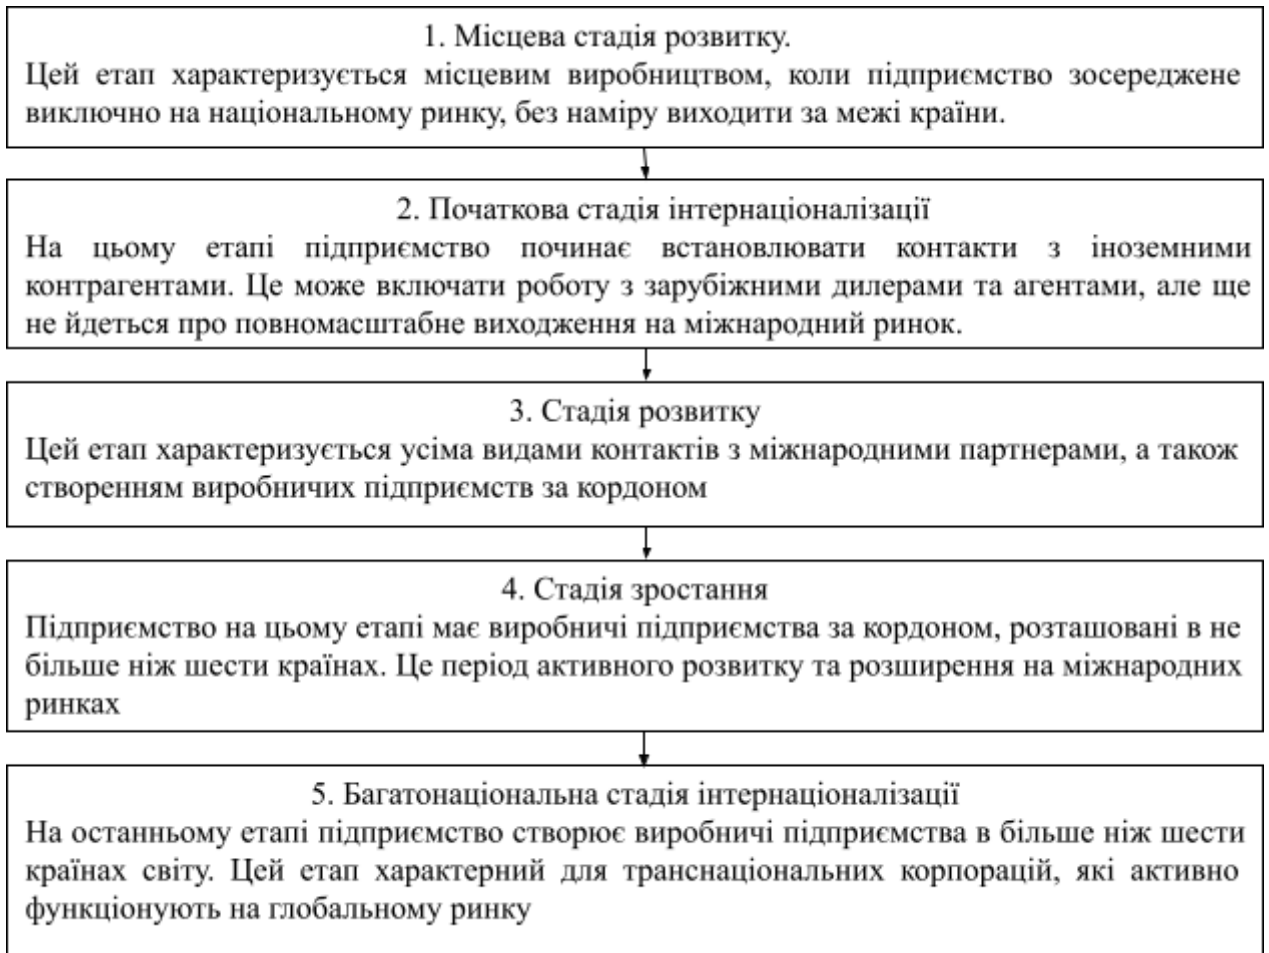 1. Місцева стадія розвитку.
Цей етап характеризується місцевим виробництвом, коли підприємство зосереджене
виключно на національному ринку, без наміру виходити за межі країни.
2. Початкова стадія інтернаціоналізації
На цьому етапі підприємство починає встановлювати контакти з іноземними
контрагентами. Це може включати роботу з зарубіжними дилерами та агентами, але ще
не йдеться про повномасштабне виходження на міжнародний ринок.
3. Стадія розвитку
Цей етап характеризується усіма видами контактів з міжнародними партнерами, а також
створенням виробничих підприємств за кордоном
4. Стадія зростання
Підприємство на цьому етапі має виробничі підприємства за кордоном, розташовані в не
більше ніж шести країнах. Це період активного розвитку та розширення на міжнародних
ринках
5. Багатонаціональна стадія інтернаціоналізації
На останньому етапі підприємство створює виробничі підприємства в більше ніж шести
країнах світу. Цей етап характерний для транснаціональних корпорацій, які активно
функціонують на глобальному ринку